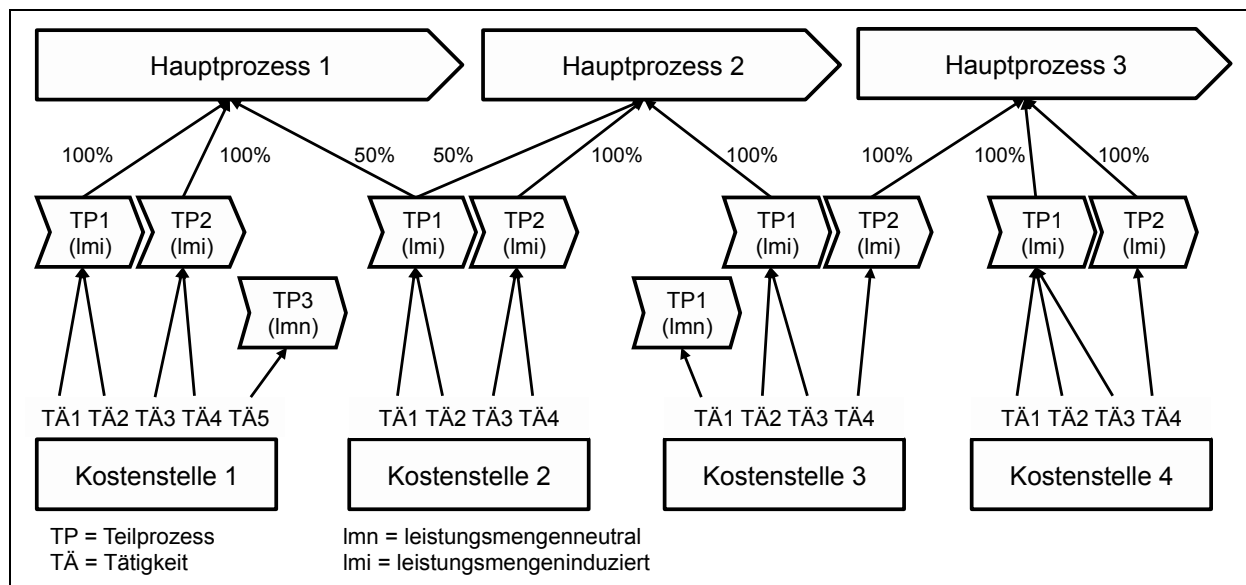 Hauptprozess 1
Hauptprozess 2
Hauptprozess 3
100%
100%
50%
50%
100%
100%
100%
100%
100%
TP1
(lmi)
TP2
(lmi)
TP1
(lmi)
TP2
(lmi)
TP1
(lmi)
TP2
(lmi)
TP1
(lmi)
TP2
(lmi)
TP3
(lmn)
TP1
(lmn)
TÄ1 TÄ2 TÄ3 TÄ4 TÄ5
TÄ1 TÄ2 TÄ3 TÄ4
TÄ1 TÄ2 TÄ3 TÄ4
TÄ1 TÄ2 TÄ3 TÄ4
Kostenstelle 1
Kostenstelle 2
Kostenstelle 3
Kostenstelle 4
TP = Teilprozess
TÄ = Tätigkeit
lmn = leistungsmengenneutral
lmi = leistungsmengeninduziert